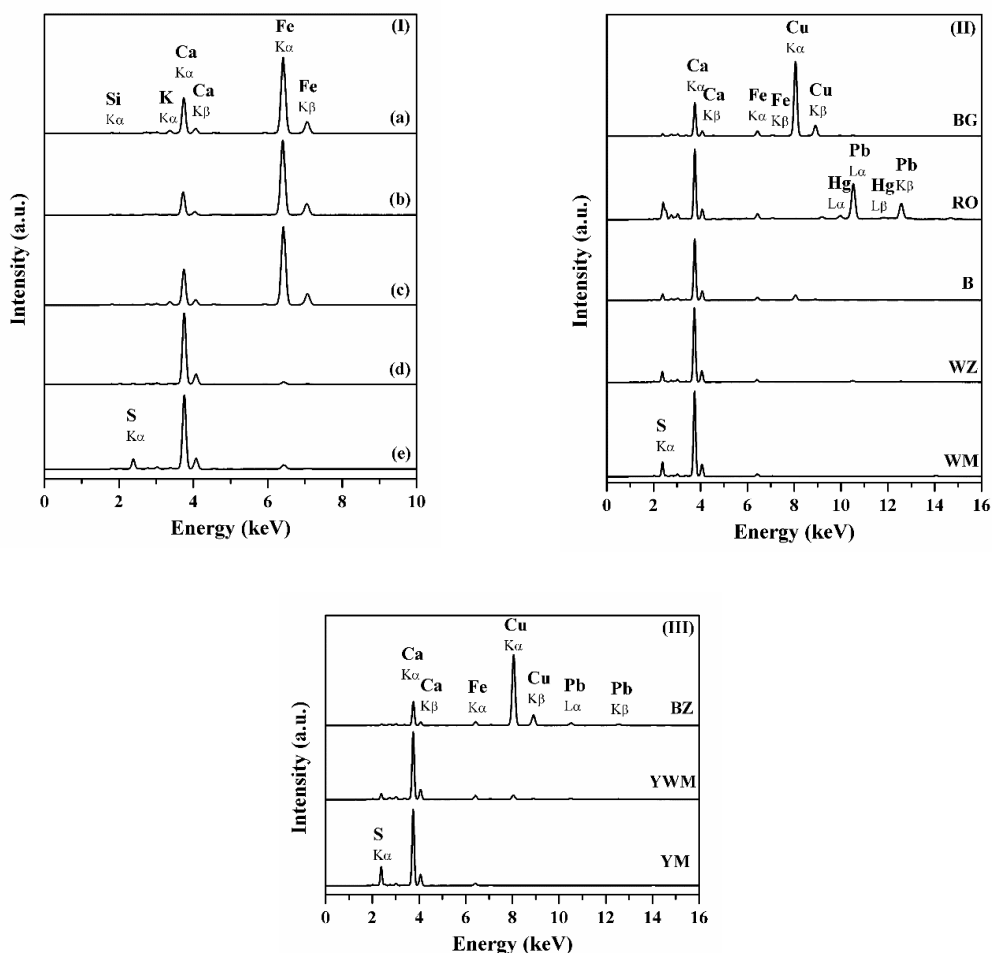 (I)
Fe
Kα
Ca
Kα
Fe
Kβ
Si
Kα
K
Kα
Ca
Kβ
(a)
(b)
(c)
(d)
S
Kα
(e)
Intensity (a.u.)
0 2 4 6 8 10
Energy (keV)
(II)
Cu
Kα
Ca
Kα
Ca
Kβ
Fe
Kα
Fe
Kβ
Cu
Kβ
BG
Pb
Lα
Pb
Kβ
Hg
Lα
Hg
Lβ
RO
B
WZ
S
Kα
WM
Intensity (a.u.)
0 2 4 6 8 10 12 14 16
Energy (keV)
(III)
Cu
Kα
Ca
Kα
Ca
Kβ
Fe
Kα
Cu
Kβ
Pb
Lα
Pb
Kβ
BZ
YWM
S
Kα
YM
Intensity (a.u.)
0 2 4 6 8 10 12 14 16
Energy (keV)